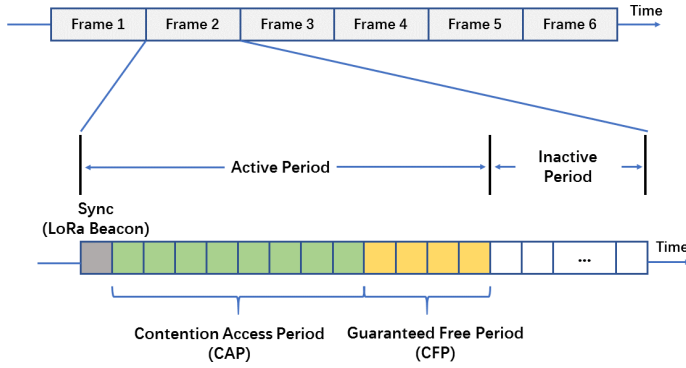 Frame 1 Frame 2 Frame 3 Frame 4 Frame 5 Frame 6 Time
Active Period
Inactive
Period
Sync
(LoRa Beacon)
Time
...
Contention Access Period
(CAP)
Guaranteed Free Period
(CFP)